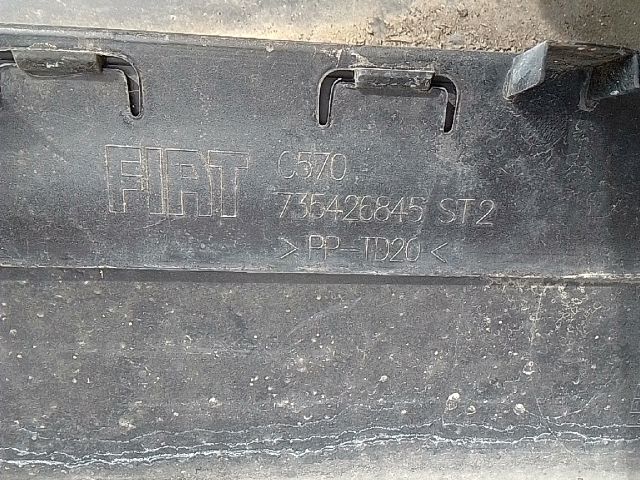 FIAT
C570
735426845 ST2
> PP-TD20 <